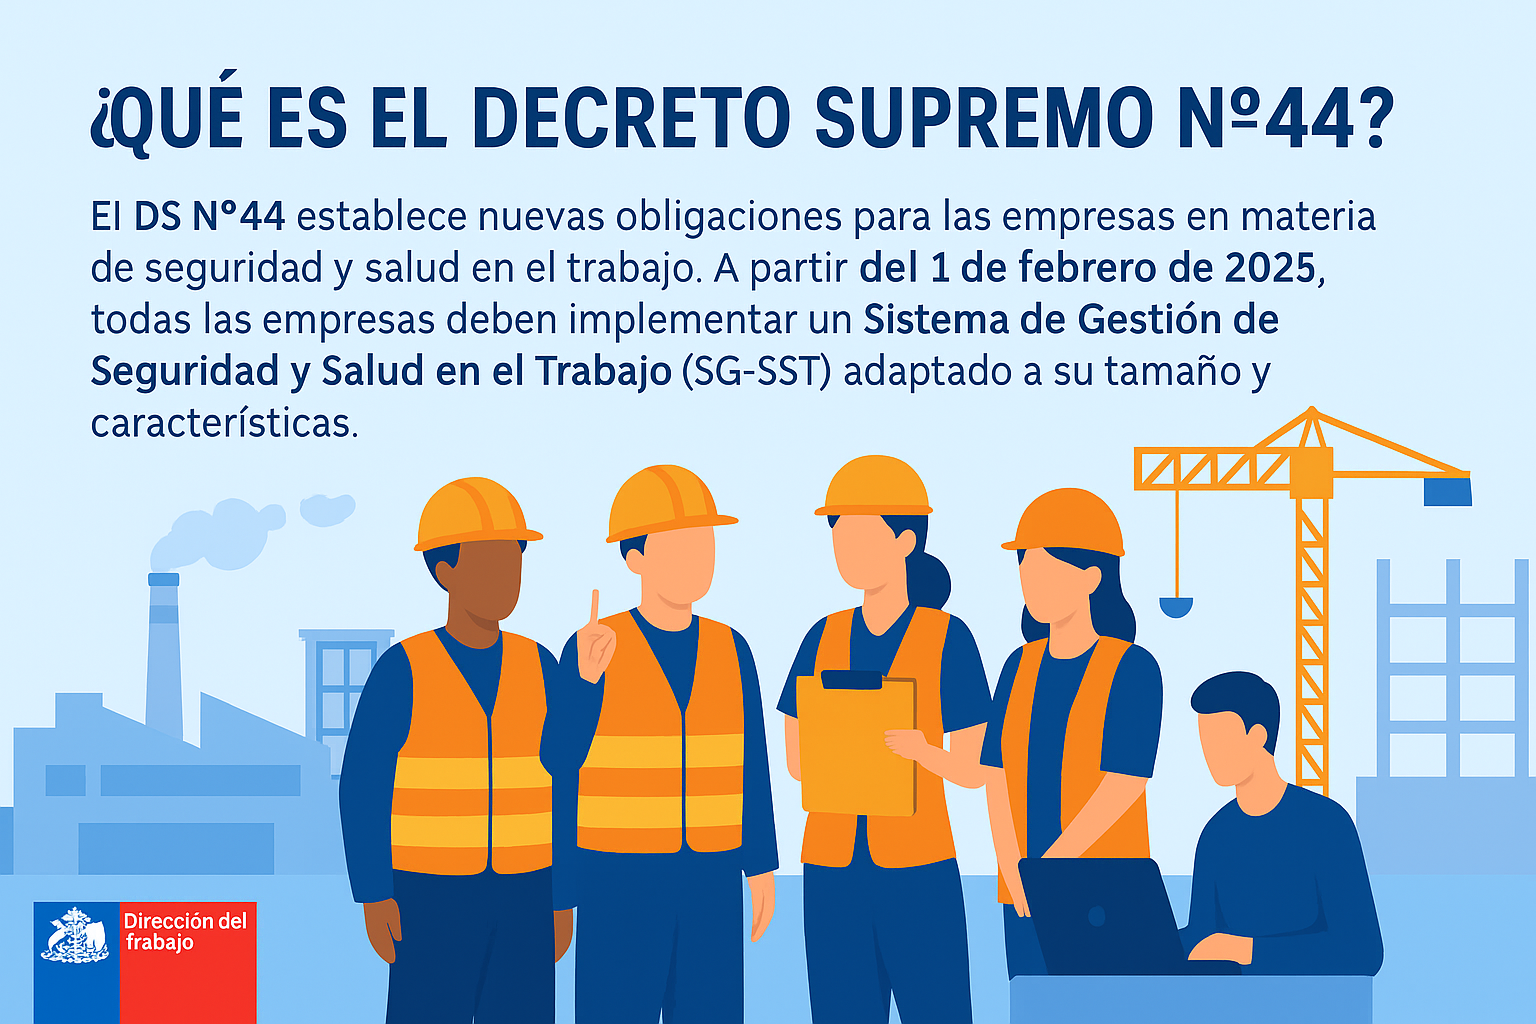 ¿QUÉ ES EL DECRETO SUPREMO Nº44?
El DS N°44 establece nuevas obligaciones para las empresas en materia
de seguridad y salud en el trabajo. A partir del 1 de febrero de 2025,
todas las empresas deben implementar un Sistema de Gestión de
Seguridad y Salud en el Trabajo (SG-SST) adaptado a su tamaño y
características.
Dirección del
frabajo